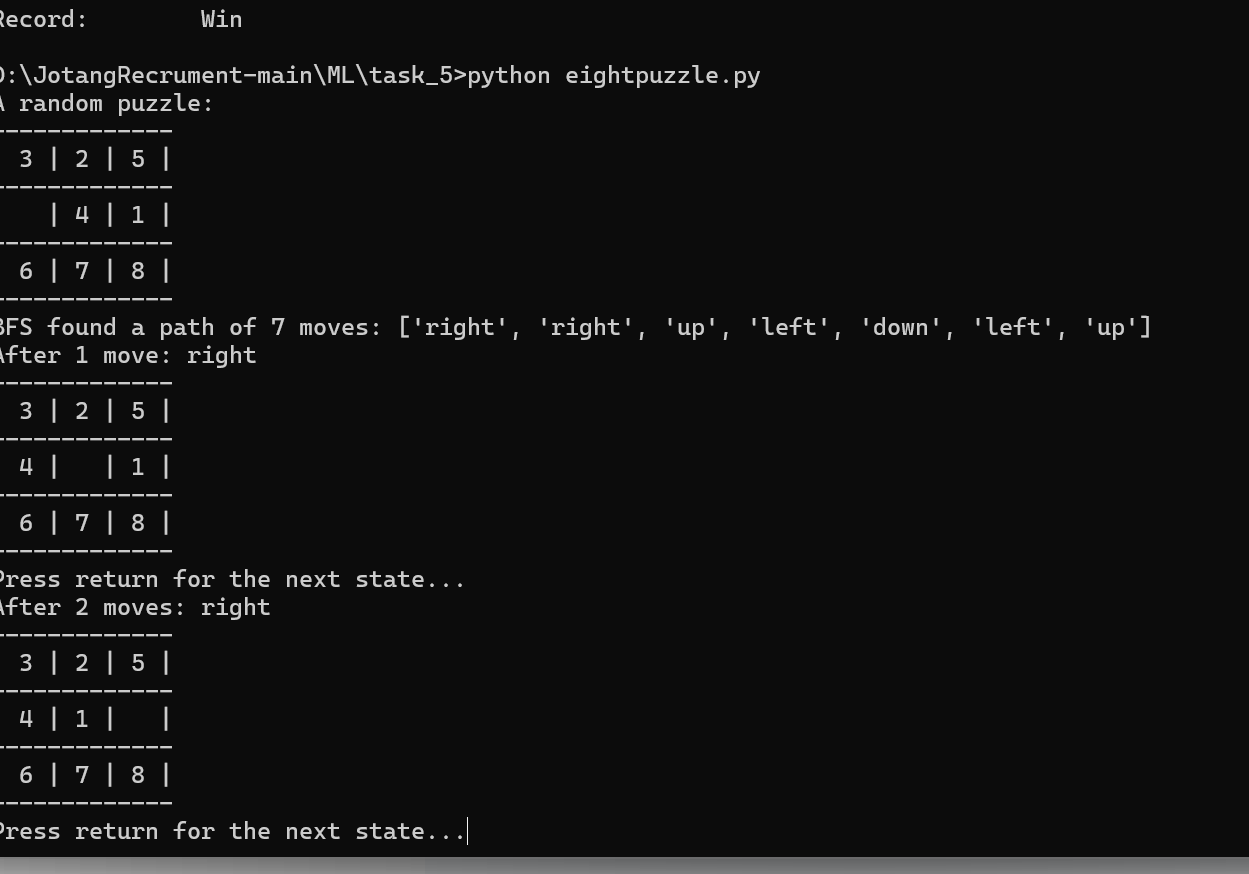 Record:        Win
D:\JotangRecrument-main\ML\task_5>python eightpuzzle.py
A random puzzle:
-------------
  3 | 2 | 5 |
-------------
    | 4 | 1 |
-------------
  6 | 7 | 8 |
-------------
BFS found a path of 7 moves: ['right', 'right', 'up', 'left', 'down', 'left', 'up']
After 1 move: right
-------------
  3 | 2 | 5 |
-------------
  4 |   | 1 |
-------------
  6 | 7 | 8 |
-------------
Press return for the next state...
After 2 moves: right
-------------
  3 | 2 | 5 |
-------------
  4 | 1 |   |
-------------
  6 | 7 | 8 |
-------------
Press return for the next state...